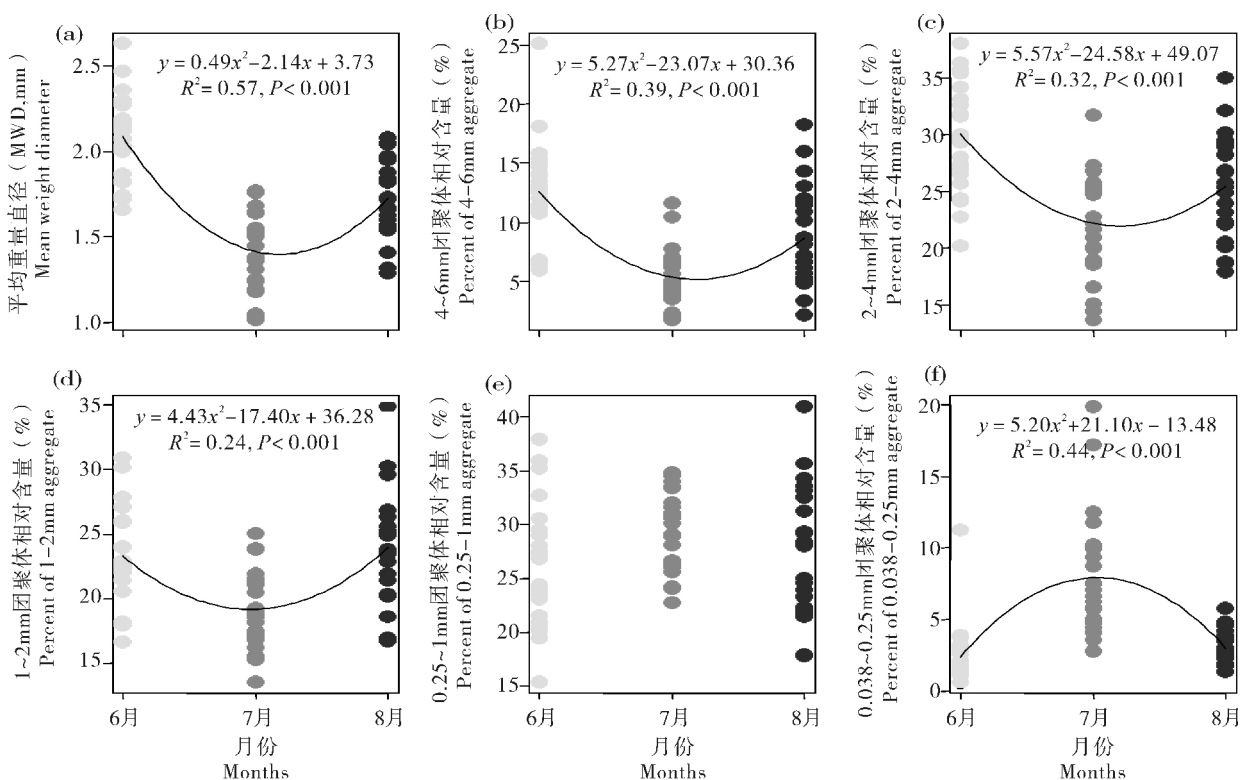 (a)
y = 0.49x²−2.14x + 3.73
R²= 0.57, P< 0.001
平均重量直径（MWD,mm）
Mean weight diameter
2.5
2.0
1.5
1.0
(b)
y = 5.27x²−23.07x + 30.36
R²= 0.39, P< 0.001
4~6mm团聚体相对含量（%）
Percent of 4−6mm aggregate
25
20
15
10
5
(c)
y = 5.57x²−24.58x + 49.07
R²= 0.32, P< 0.001
2~4mm团聚体相对含量（%）
Percent of 2−4mm aggregate
35
30
25
20
15
(d)
y = 4.43x²−17.40x + 36.28
R²= 0.24, P< 0.001
1~2mm团聚体相对含量（%）
Percent of 1−2mm aggregate
35
30
25
20
15
6月
7月
8月
月份
Months
(e)
0.25~1mm团聚体相对含量（%）
Percent of 0.25−1mm aggregate
40
35
30
25
20
15
6月
7月
8月
月份
Months
(f)
y = 5.20x²+21.10x − 13.48
R²= 0.44, P< 0.001
0.038~0.25mm团聚体相对含量（%）
Percent of 0.038−0.25mm aggregate
20
15
10
5
0
6月
7月
8月
月份
Months